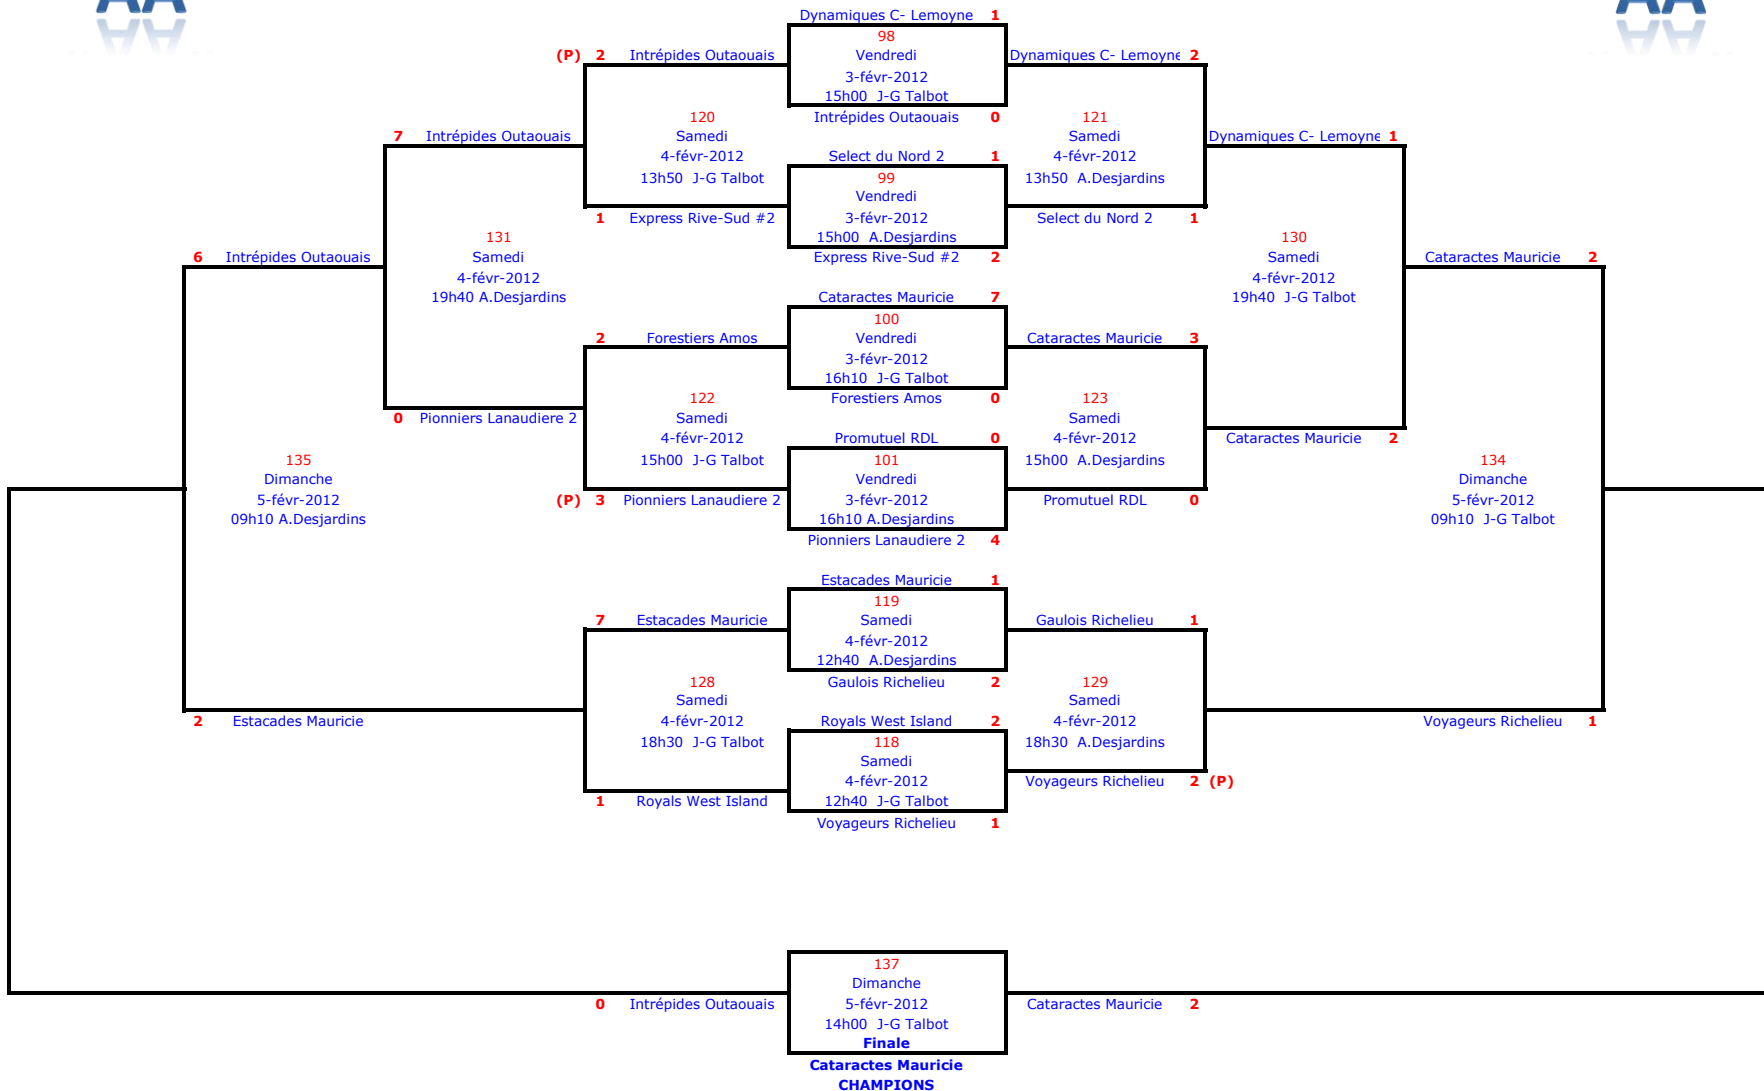 AA AA
Dynamiques C- Lemoyne 1
98
(P) 2 Intrépides Outaouais Vendredi Dynamiques C- Lemoyne 2
3-févr-2012
15h00 J-G Talbot
120 Intrépides Outaouais 0 121
7 Intrépides Outaouais Samedi Samedi Dynamiques C- Lemoyne 1
4-févr-2012 Select du Nord 2 1 4-févr-2012
13h50 J-G Talbot 99 13h50 A.Desjardins
Vendredi
1 Express Rive-Sud #2 3-févr-2012 Select du Nord 2 1
131 15h00 A.Desjardins 130
6 Intrépides Outaouais Samedi Express Rive-Sud #2 2 Samedi Cataractes Mauricie 2
4-févr-2012 4-févr-2012
19h40 A.Desjardins Cataractes Mauricie 7 19h40 J-G Talbot
100
2 Forestiers Amos Vendredi Cataractes Mauricie 3
3-févr-2012
16h10 J-G Talbot
122 Forestiers Amos 0 123
0 Pionniers Lanaudiere 2 Samedi Samedi
4-févr-2012 Promutuel RDL 0 4-févr-2012 Cataractes Mauricie 2
135 15h00 J-G Talbot 101 15h00 A.Desjardins 134
Dimanche Vendredi Dimanche
5-févr-2012 (P) 3 Pionniers Lanaudiere 2 3-févr-2012 Promutuel RDL 0 5-févr-2012
09h10 A.Desjardins 16h10 A.Desjardins 09h10 J-G Talbot
Pionniers Lanaudiere 2 4
Estacades Mauricie 1
119
7 Estacades Mauricie Samedi Gaulois Richelieu 1
4-févr-2012
12h40 A.Desjardins
128 Gaulois Richelieu 2 129
Samedi Samedi
2 Estacades Mauricie 4-févr-2012 Royals West Island 2 4-févr-2012 Voyageurs Richelieu 1
18h30 J-G Talbot 118 18h30 A.Desjardins
Samedi
4-févr-2012 Voyageurs Richelieu 2 (P)
1 Royals West Island 12h40 J-G Talbot
Voyageurs Richelieu 1
137
Dimanche
0 Intrépides Outaouais 5-févr-2012 Cataractes Mauricie 2
14h00 J-G Talbot
Finale
Cataractes Mauricie
CHAMPIONS